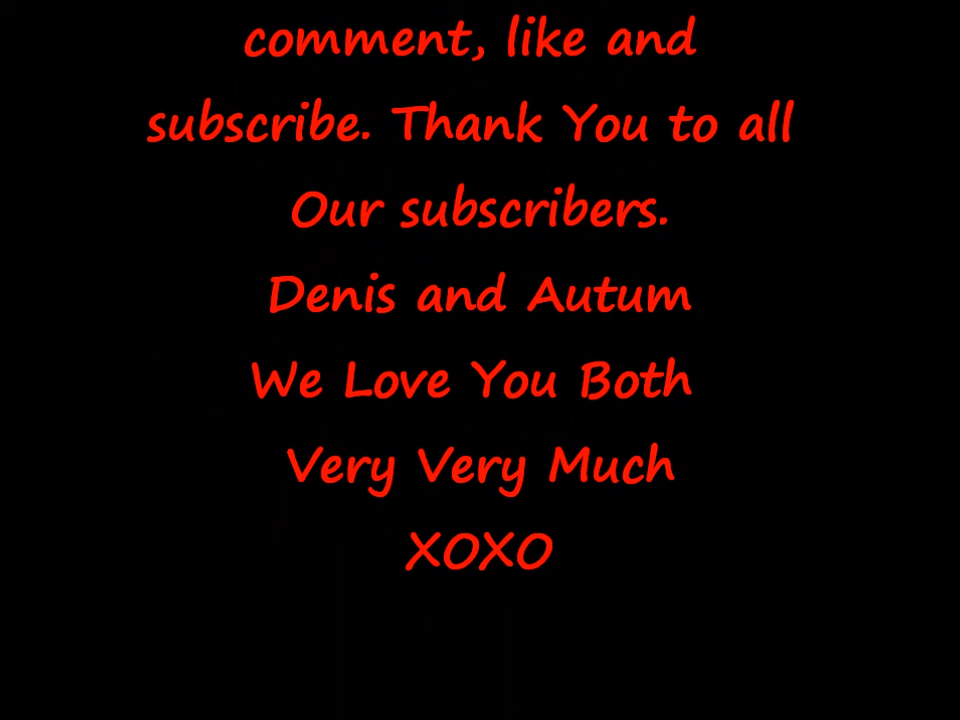 comment, like and
subscribe. Thank You to all
Our subscribers.
Denis and Autum
We Love You Both
Very Very Much
XOXO